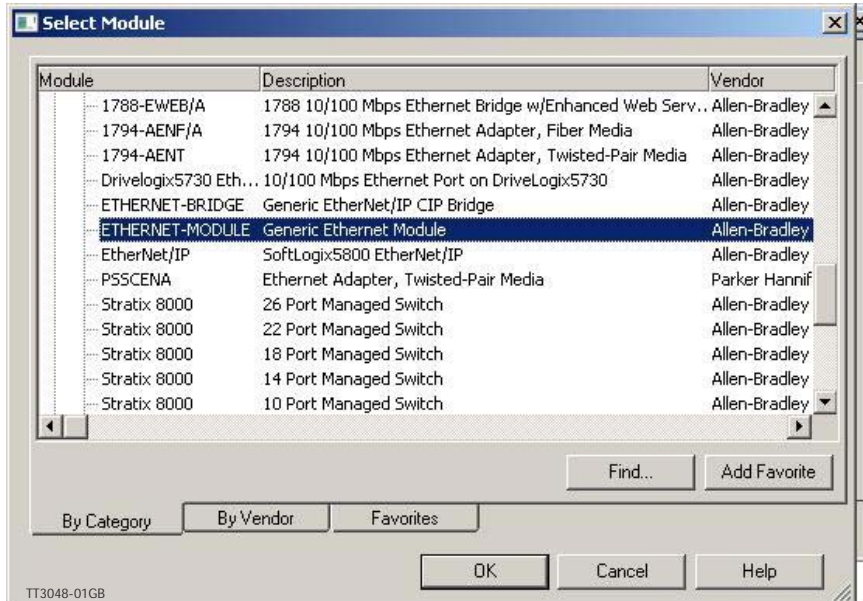 Select Module
Module Description Vendor
1788-EWEB/A 1788 10/100 Mbps Ethernet Bridge w/Enhanced Web Serv.. Allen-Bradley
1794-AENF/A 1794 10/100 Mbps Ethernet Adapter, Fiber Media Allen-Bradley
1794-AENT 1794 10/100 Mbps Ethernet Adapter, Twisted-Pair Media Allen-Bradley
Drivelogix5730 Eth... 10/100 Mbps Ethernet Port on DriveLogix5730 Allen-Bradley
ETHERNET-BRIDGE Generic EtherNet/IP CIP Bridge Allen-Bradley
ETHERNET-MODULE Generic Ethernet Module Allen-Bradley
EtherNet/IP SoftLogix5800 EtherNet/IP Allen-Bradley
PSSCENA Ethernet Adapter, Twisted-Pair Media Parker Hannif
Stratix 8000 26 Port Managed Switch Allen-Bradley
Stratix 8000 22 Port Managed Switch Allen-Bradley
Stratix 8000 18 Port Managed Switch Allen-Bradley
Stratix 8000 14 Port Managed Switch Allen-Bradley
Stratix 8000 10 Port Managed Switch Allen-Bradley
Find... Add Favorite
By Category By Vendor Favorites
OK Cancel Help
TT3048-01GB